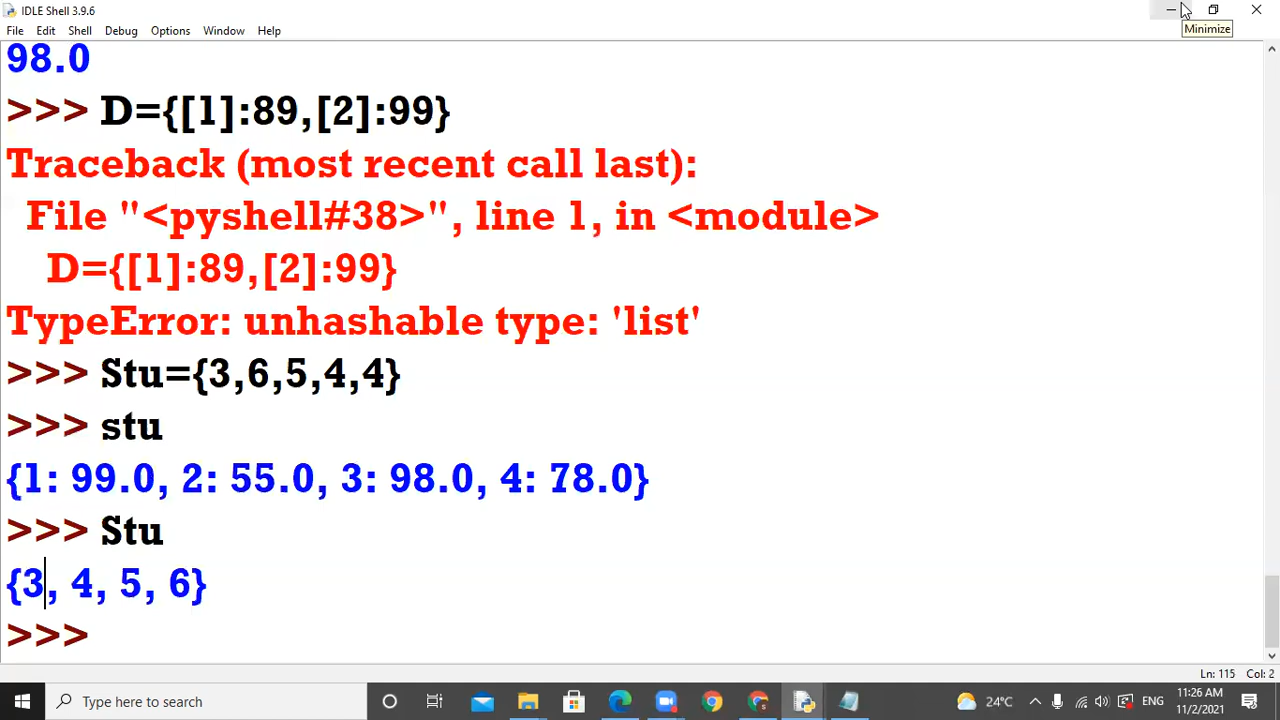 IDLE Shell 3.9.6
Minimize
File Edit Shell Debug Options Window Help
98.0
>>> D={[1]:89,[2]:99}
Traceback (most recent call last):
  File "<pyshell#38>", line 1, in <module>
    D={[1]:89,[2]:99}
TypeError: unhashable type: 'list'
>>> Stu={3,6,5,4,4}
>>> stu
{1: 99.0, 2: 55.0, 3: 98.0, 4: 78.0}
>>> Stu
{3, 4, 5, 6}
>>>
Ln: 115 Col: 2
Type here to search
24°C
ENG
11:26 AM
11/2/2021